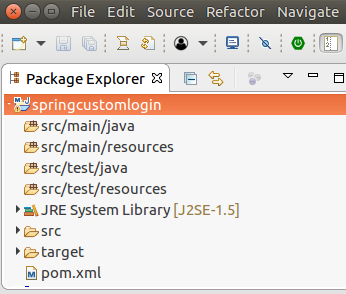 File Edit Source Refactor Navigate
Package Explorer
springcustomlogin
src/main/java
src/main/resources
src/test/java
src/test/resources
JRE System Library [J2SE-1.5]
src
target
pom.xml